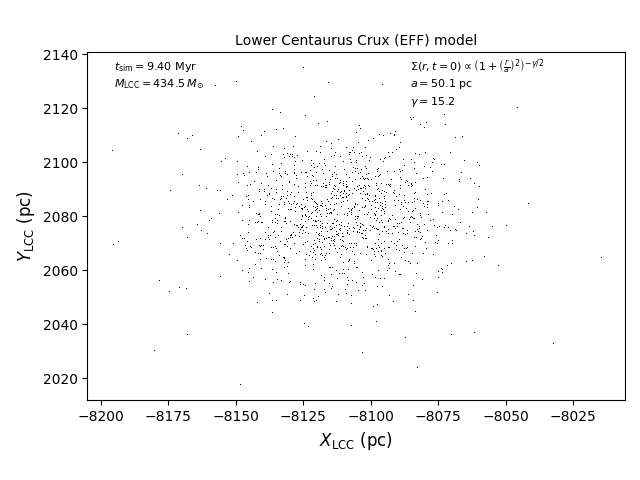 Lower Centaurus Crux (EFF) model
t_sim = 9.40 Myr
M_LCC = 434.5 M_⊙
Σ(r, t = 0) ∝ (1 + (r/a)²)^(−γ/2)
a = 50.1 pc
γ = 15.2
Y_LCC (pc)
2140
2120
2100
2080
2060
2040
2020
−8200 −8175 −8150 −8125 −8100 −8075 −8050 −8025
X_LCC (pc)